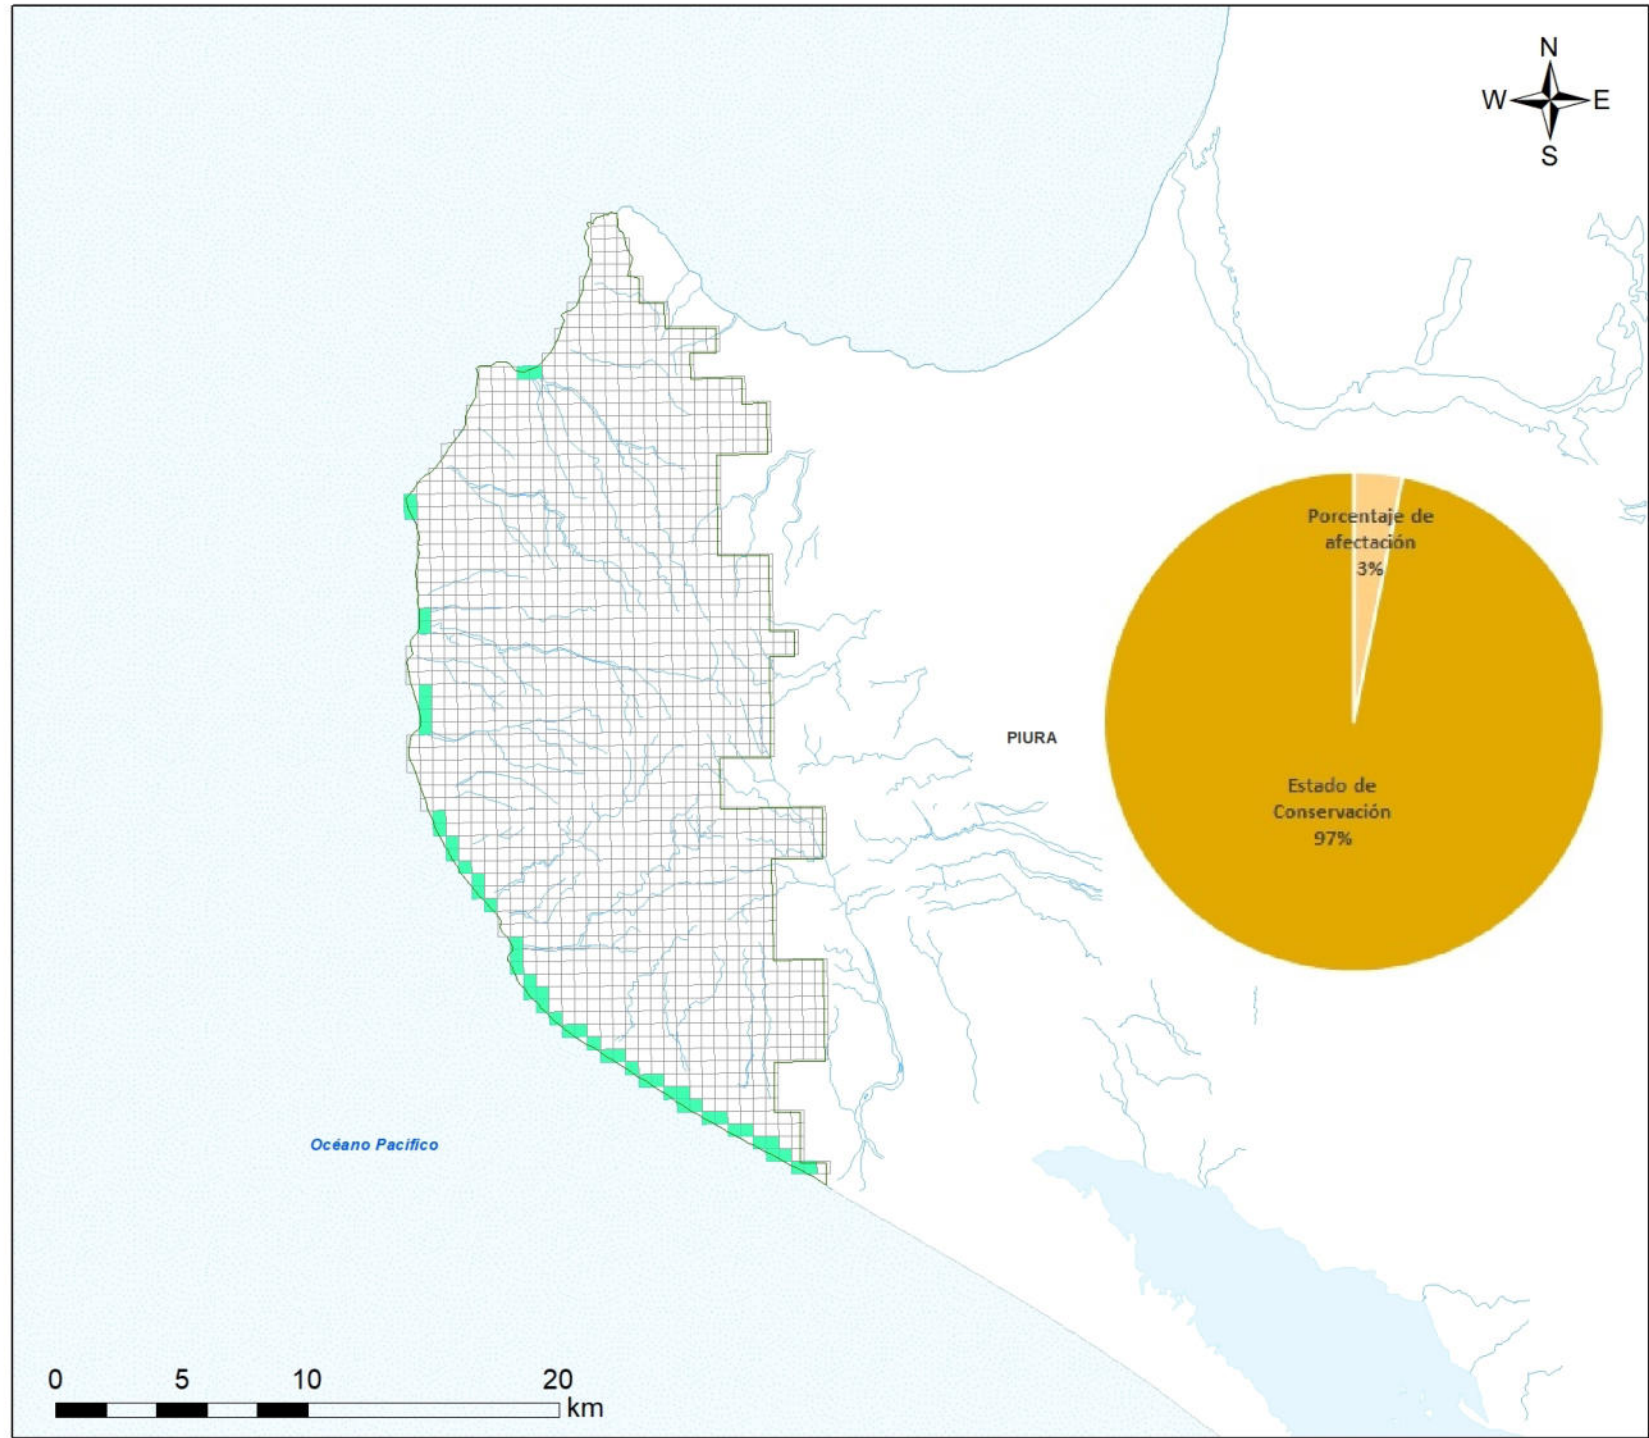 N
W E
S
Porcentaje de
afectación
3%
PIURA
Estado de
Conservación
97%
Océano Pacífico
0 5 10 20
km